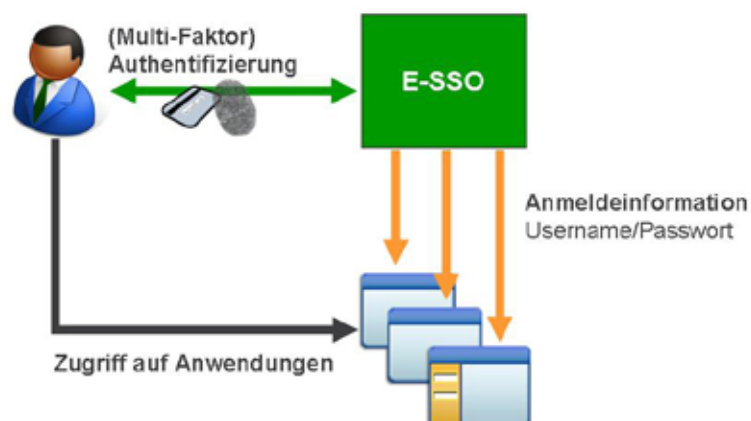 (Multi-Faktor)
Authentifizierung
E-SSO
Anmeldeinformation
Username/Passwort
Zugriff auf Anwendungen